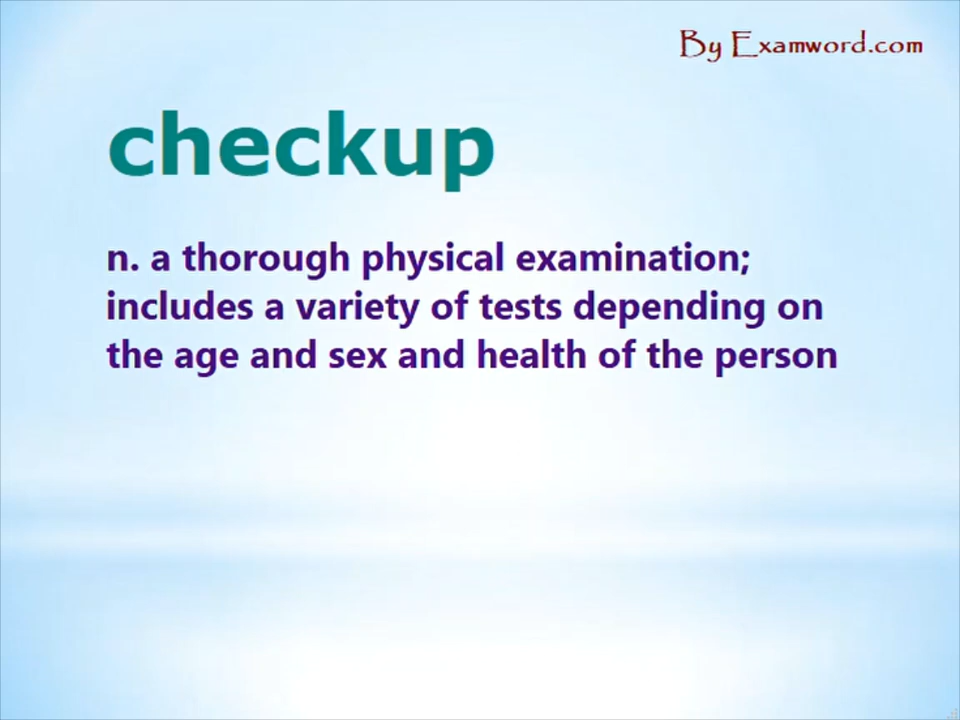 By Examword.com
checkup
n. a thorough physical examination;
includes a variety of tests depending on
the age and sex and health of the person